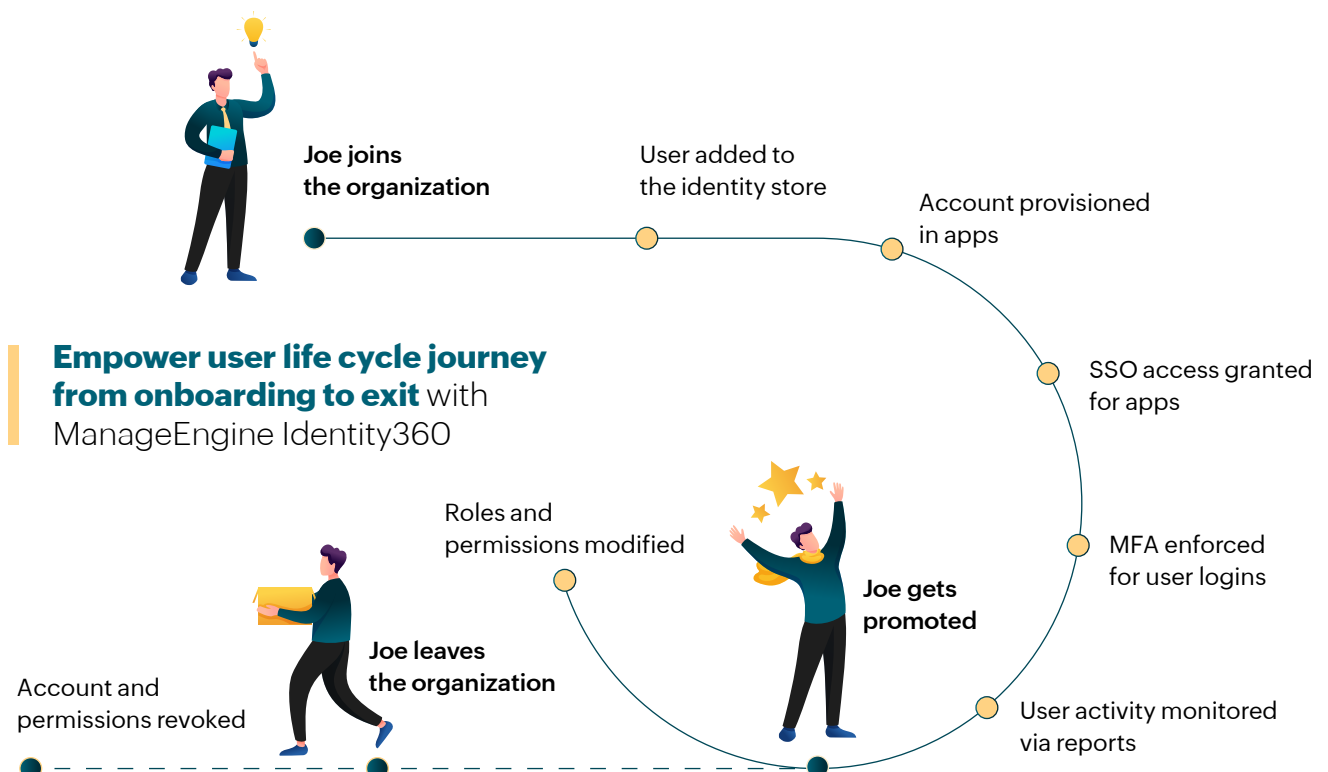 Joe joins
the organization
User added to
the identity store
Account provisioned
in apps
SSO access granted
for apps
MFA enforced
for user logins
User activity monitored
via reports
Joe gets
promoted
Roles and
permissions modified
Joe leaves
the organization
Account and
permissions revoked
Empower user life cycle journey
from onboarding to exit with
ManageEngine Identity360